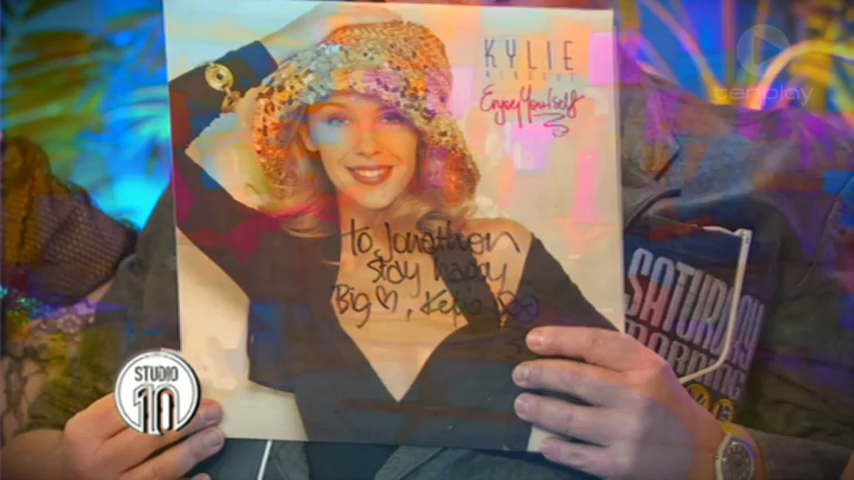 KYLIE
MINOGUE
Enjoy Yourself
tenplay
to Jonathon
stay happy
Big ♡, Kylie
SATURDAY
MORNING
STUDIO
10